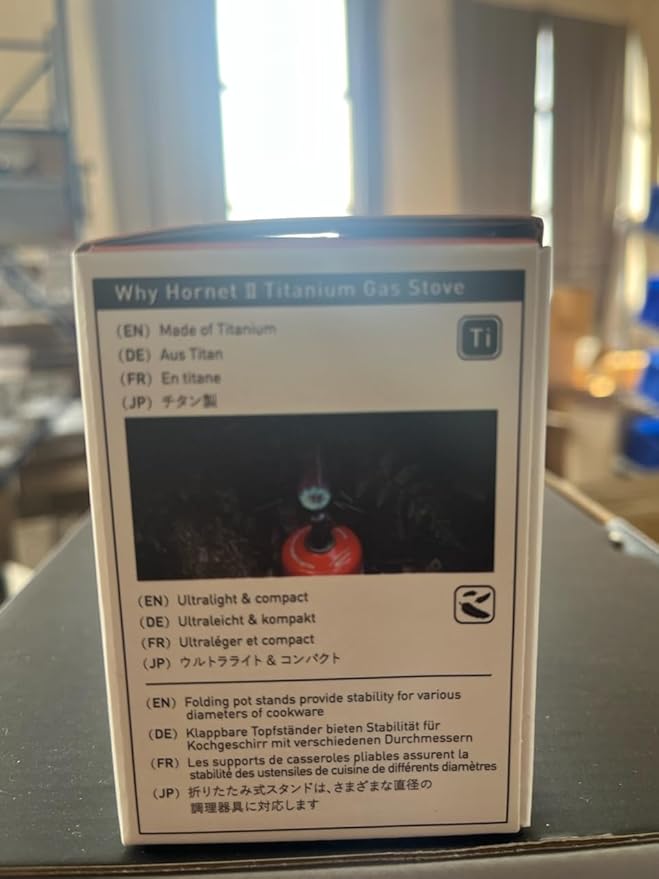 Why Hornet Ⅱ Titanium Gas Stove
(EN) Made of Titanium
Ti
(DE) Aus Titan
(FR) En titane
(JP) チタン製
(EN) Ultralight & compact
(DE) Ultraleicht & kompakt
(FR) Ultraléger et compact
(JP) ウルトラライト & コンパクト
(EN) Folding pot stands provide stability for various
diameters of cookware
(DE) Klappbare Topfständer bieten Stabilität für
Kochgeschirr mit verschiedenen Durchmessern
(FR) Les supports de casseroles pliables assurent la
stabilité des ustensiles de cuisine de différents diamètres
(JP) 折りたたみ式スタンドは、さまざまな直径の
調理器具に対応します